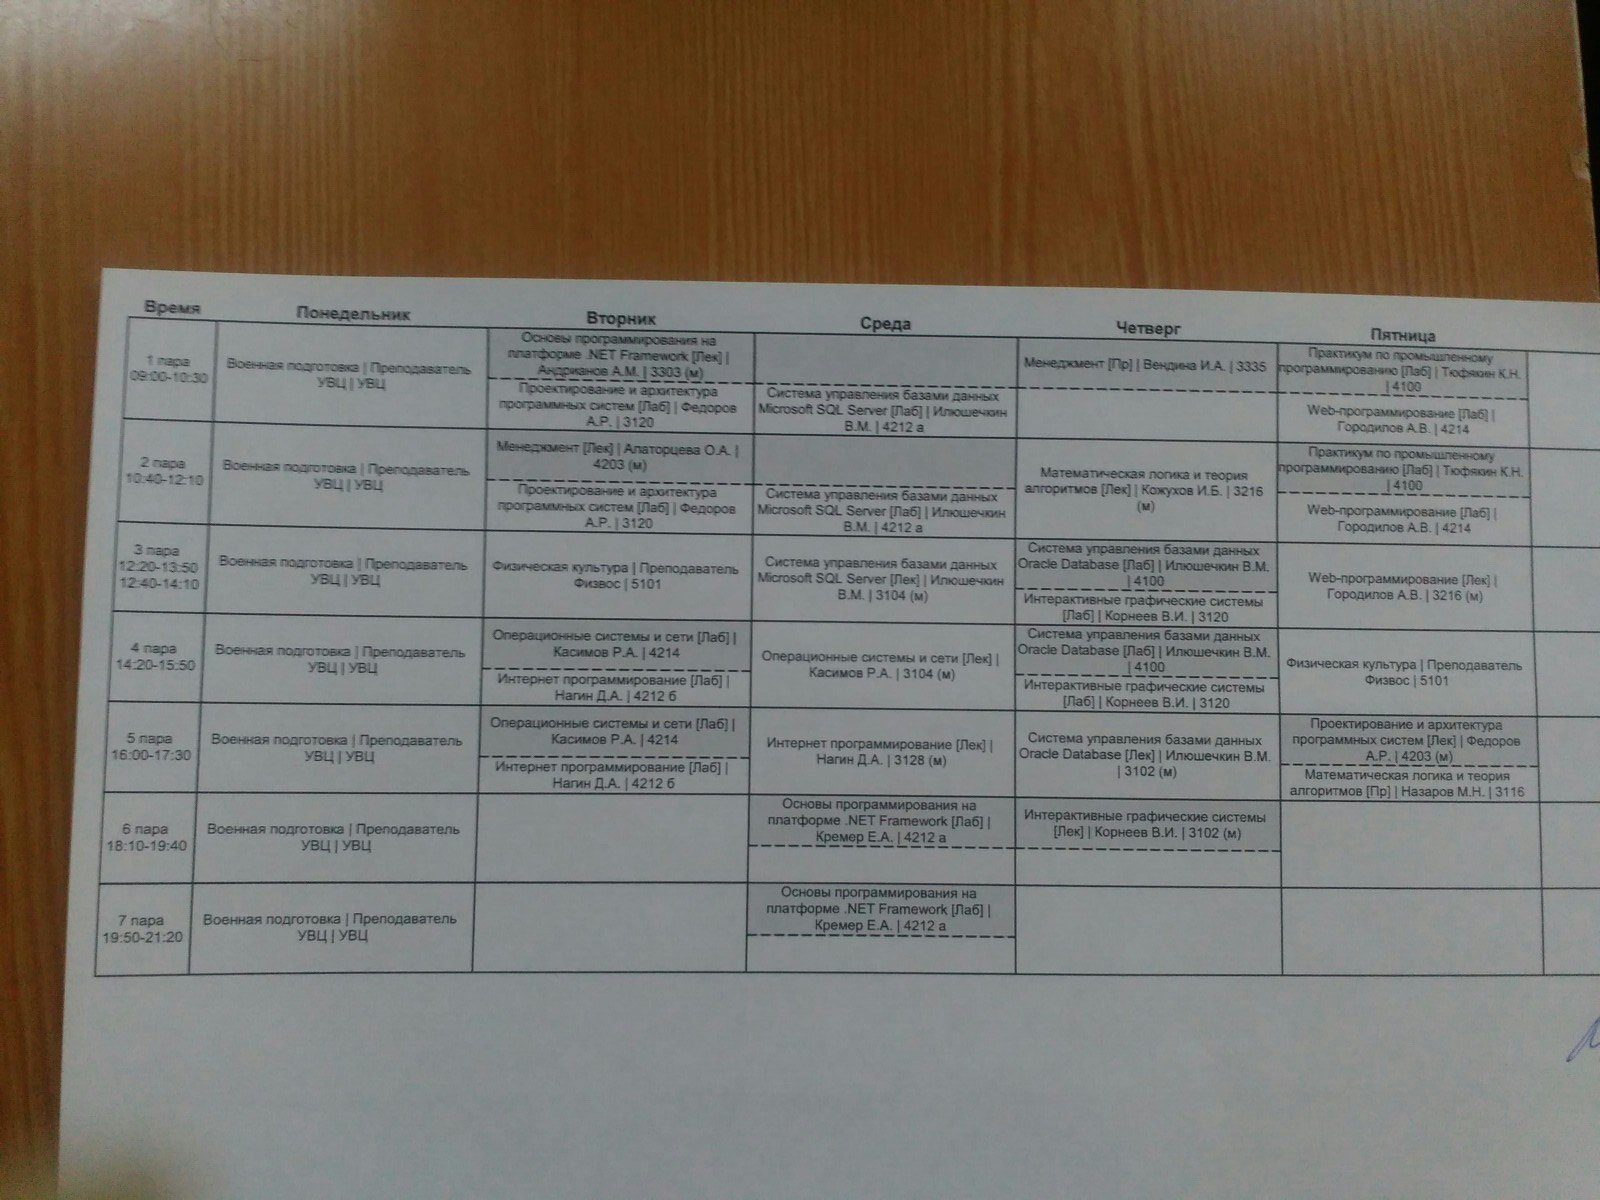 Время Понедельник Вторник Среда Четверг Пятница
1 пара
09:00-10:30
Военная подготовка | Преподаватель
УВЦ | УВЦ
Основы программирования на
платформе .NET Framework [Лек] |
Андрианов А.М. | 3303 (м)
Проектирование и архитектура
программных систем [Лаб] | Федоров
А.Р. | 3120
Система управления базами данных
Microsoft SQL Server [Лаб] | Илюшечкин
В.М. | 4212 а
Менеджмент [Пр] | Вендина И.А. | 3335
Практикум по промышленному
программированию [Лаб] | Тюфякин К.Н.
| 4100
Web-программирование [Лаб] |
Городилов А.В. | 4214
2 пара
10:40-12:10
Военная подготовка | Преподаватель
УВЦ | УВЦ
Менеджмент [Лек] | Алаторцева О.А. |
4203 (м)
Проектирование и архитектура
программных систем [Лаб] | Федоров
А.Р. | 3120
Система управления базами данных
Microsoft SQL Server [Лаб] | Илюшечкин
В.М. | 4212 а
Математическая логика и теория
алгоритмов [Лек] | Кожухов И.Б. | 3216
(м)
Практикум по промышленному
программированию [Лаб] | Тюфякин К.Н.
| 4100
Web-программирование [Лаб] |
Городилов А.В. | 4214
3 пара
12:20-13:50
12:40-14:10
Военная подготовка | Преподаватель
УВЦ | УВЦ
Физическая культура | Преподаватель
Физвос | 5101
Система управления базами данных
Microsoft SQL Server [Лек] | Илюшечкин
В.М. | 3104 (м)
Система управления базами данных
Oracle Database [Лаб] | Илюшечкин В.М.
| 4100
Интерактивные графические системы
[Лаб] | Корнеев В.И. | 3120
Web-программирование [Лек] |
Городилов А.В. | 3216 (м)
4 пара
14:20-15:50
Военная подготовка | Преподаватель
УВЦ | УВЦ
Операционные системы и сети [Лаб] |
Касимов Р.А. | 4214
Интернет программирование [Лаб] |
Нагин Д.А. | 4212 б
Операционные системы и сети [Лек] |
Касимов Р.А. | 3104 (м)
Система управления базами данных
Oracle Database [Лаб] | Илюшечкин В.М.
| 4100
Интерактивные графические системы
[Лаб] | Корнеев В.И. | 3120
Физическая культура | Преподаватель
Физвос | 5101
5 пара
16:00-17:30
Военная подготовка | Преподаватель
УВЦ | УВЦ
Операционные системы и сети [Лаб] |
Касимов Р.А. | 4214
Интернет программирование [Лаб] |
Нагин Д.А. | 4212 б
Интернет программирование [Лек] |
Нагин Д.А. | 3128 (м)
Система управления базами данных
Oracle Database [Лек] | Илюшечкин В.М.
| 3102 (м)
Проектирование и архитектура
программных систем [Лек] | Федоров
А.Р. | 4203 (м)
Математическая логика и теория
алгоритмов [Пр] | Назаров М.Н. | 3116
6 пара
18:10-19:40
Военная подготовка | Преподаватель
УВЦ | УВЦ
Основы программирования на
платформе .NET Framework [Лаб] |
Кремер Е.А. | 4212 а
Интерактивные графические системы
[Лек] | Корнеев В.И. | 3102 (м)
7 пара
19:50-21:20
Военная подготовка | Преподаватель
УВЦ | УВЦ
Основы программирования на
платформе .NET Framework [Лаб] |
Кремер Е.А. | 4212 а